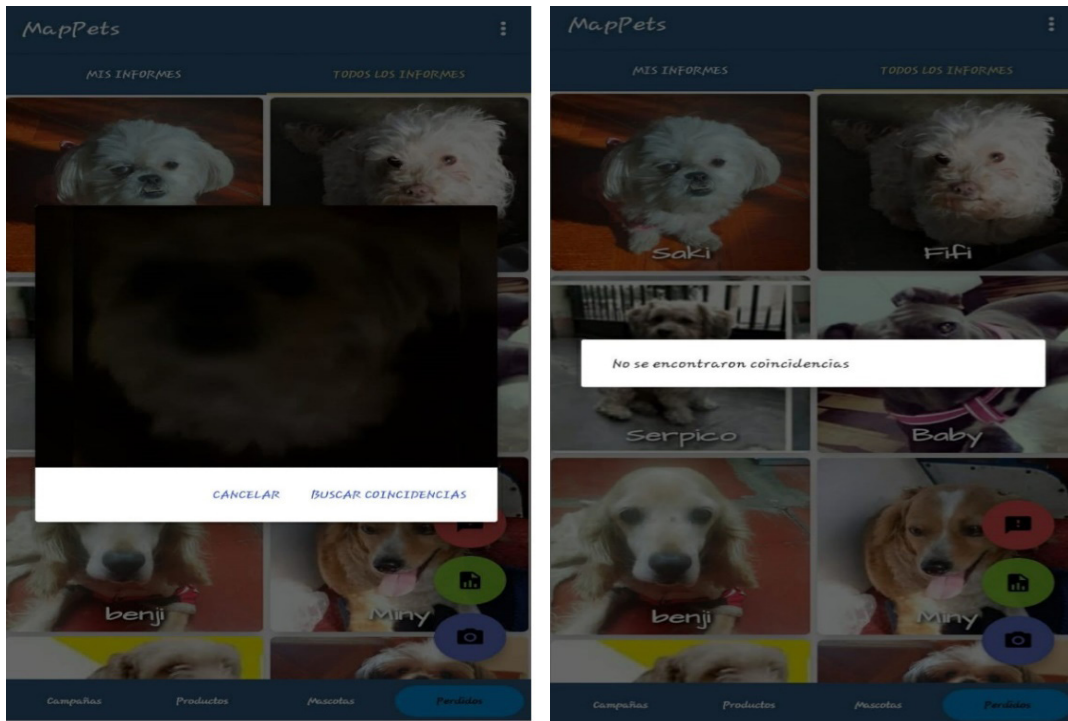 MapPets
MIS INFORMES TODOS LOS INFORMES
CANCELAR BUSCAR COINCIDENCIAS
benji
Miny
Campañas Productos Mascotas Perdidos
MapPets
MIS INFORMES TODOS LOS INFORMES
Saki
Fifi
No se encontraron coincidencias
Serpico
Baby
benji
Miny
Campañas Productos Mascotas Perdidos